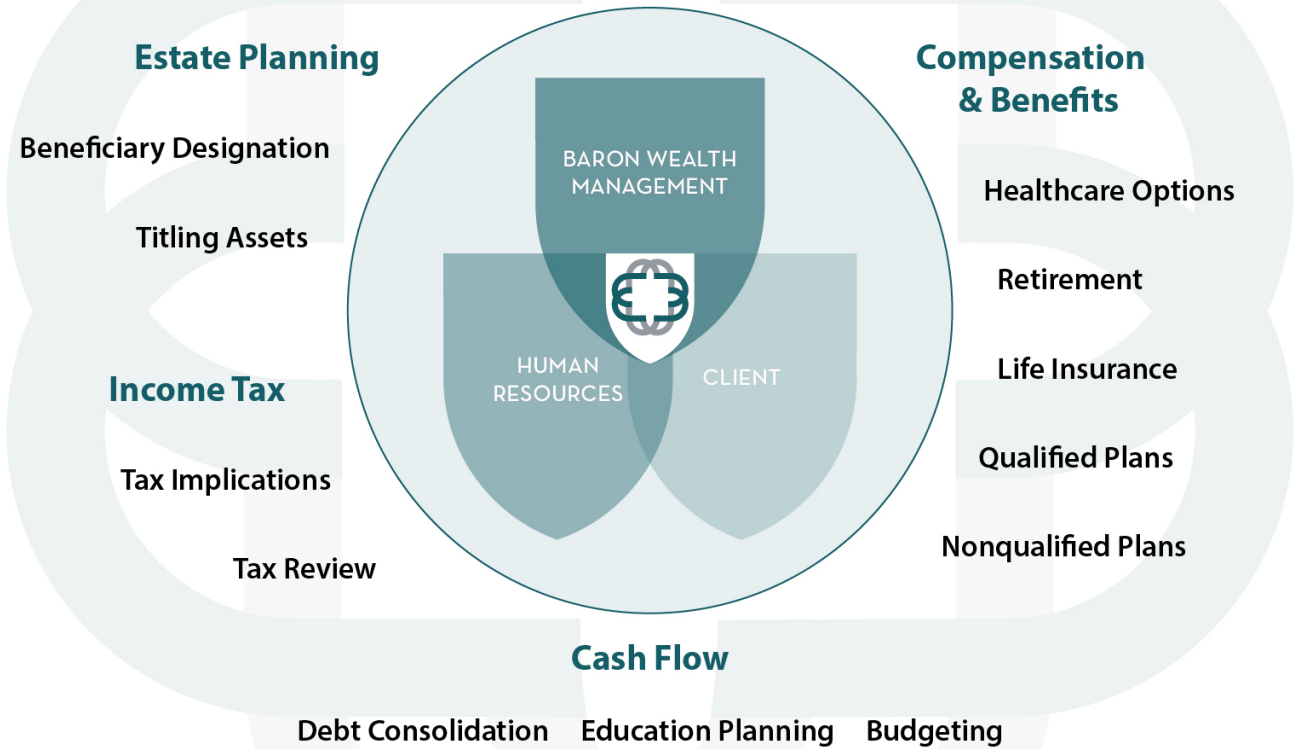 Estate Planning
Beneficiary Designation
Titling Assets
Income Tax
Tax Implications
Tax Review
BARON WEALTH
MANAGEMENT
HUMAN
RESOURCES
CLIENT
Compensation
& Benefits
Healthcare Options
Retirement
Life Insurance
Qualified Plans
Nonqualified Plans
Cash Flow
Debt Consolidation Education Planning Budgeting